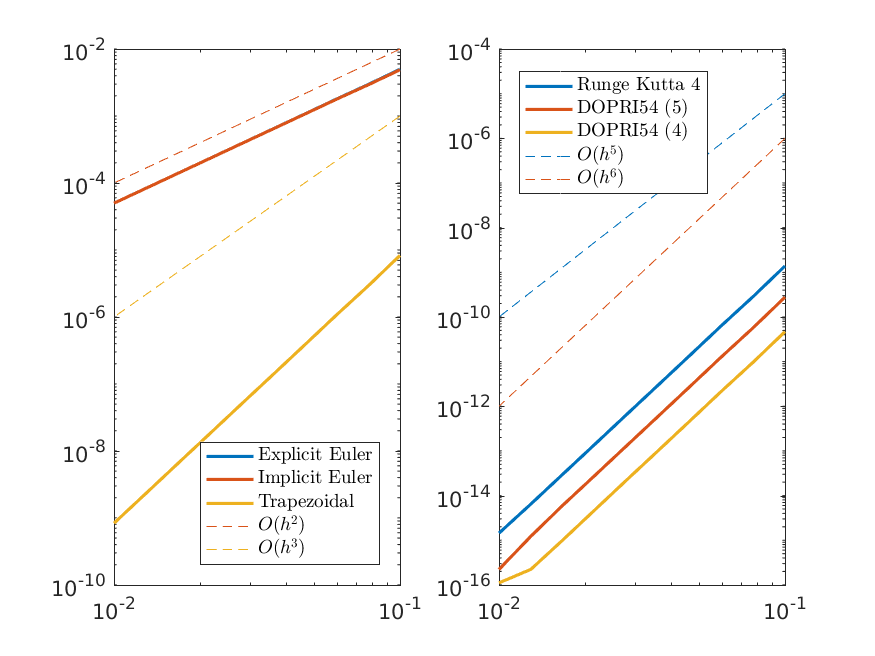 10^-2
10^-4
10^-6
10^-8
10^-10
10^-2
10^-1
Explicit Euler
Implicit Euler
Trapezoidal
O(h^2)
O(h^3)
10^-4
10^-6
10^-8
10^-10
10^-12
10^-14
10^-16
10^-2
10^-1
Runge Kutta 4
DOPRI54 (5)
DOPRI54 (4)
O(h^5)
O(h^6)